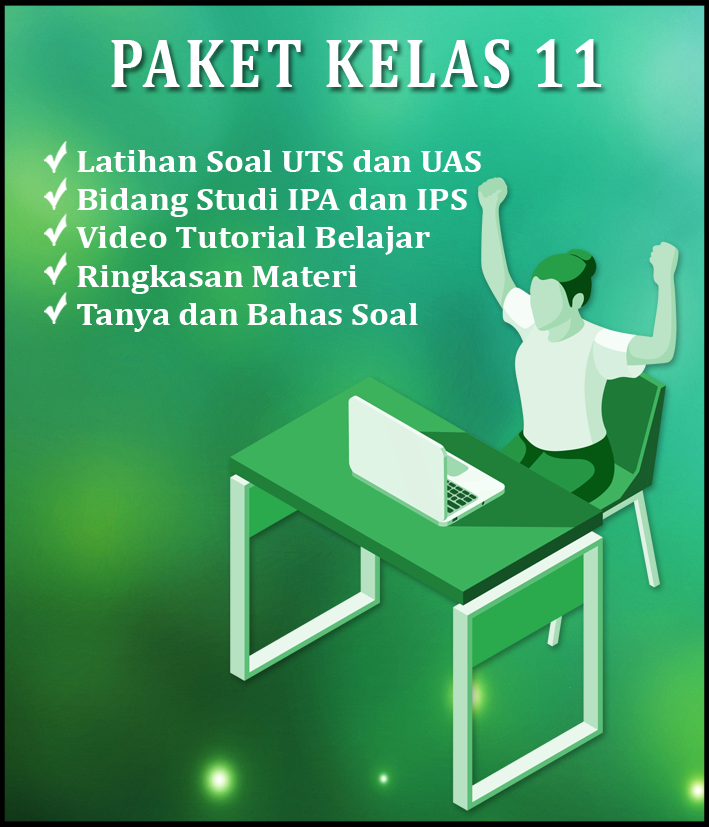 PAKET KELAS 11
Latihan Soal UTS dan UAS
Bidang Studi IPA dan IPS
Video Tutorial Belajar
Ringkasan Materi
Tanya dan Bahas Soal